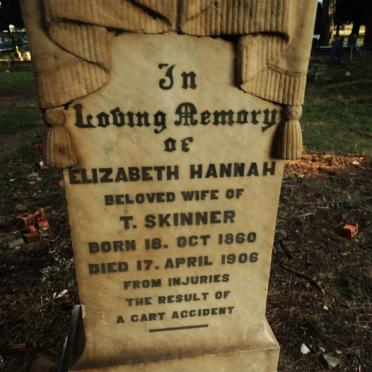 In
Loving Memory
OF
ELIZABETH HANNAH
BELOVED WIFE OF
T. SKINNER
BORN 18. OCT 1860
DIED 17. APRIL 1906
FROM INJURIES
THE RESULT OF
A CART ACCIDENT